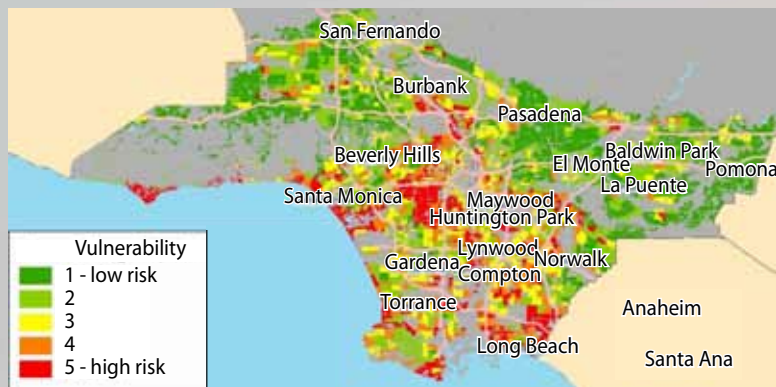 San Fernando
Burbank
Pasadena
Beverly Hills
Baldwin Park
El Monte
Pomona
La Puente
Santa Monica
Maywood
Huntington Park
Lynwood
Norwalk
Gardena
Compton
Torrance
Anaheim
Long Beach
Santa Ana
Vulnerability
1 - low risk
2
3
4
5 - high risk